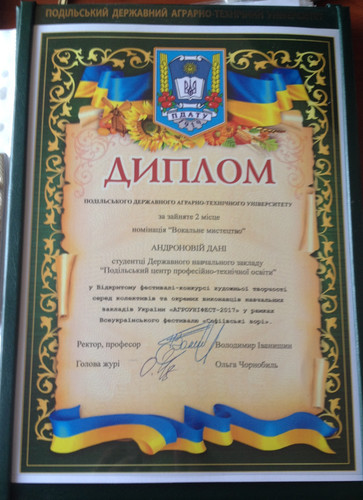 ПОДІЛЬСЬКИЙ ДЕРЖАВНИЙ АГРАРНО-ТЕХНІЧНИЙ
ПДАТУ
ДИПЛОМ
ПОДІЛЬСЬКОГО ДЕРЖАВНОГО АГРАРНО-ТЕХНІЧНОГО УНІВЕРСИТЕТУ
за зайняте 2 місце
номінація "Вокальне мистецтво"
АНДРОНОВІЙ ДАНІ
студентці Державного навчального закладу
"Подільський центр професійно-технічної освіти"
у Відкритому фестивалі-конкурсі художньої творчості
серед колективів та окремих виконавців навчальних
закладів України «АГРОУНІФЕСТ-2017» у рамках
Всеукраїнського фестивалю «Софіївські зорі».
Ректор, професор Володимир Іванишин
Голова журі Ольга Чорнобиль